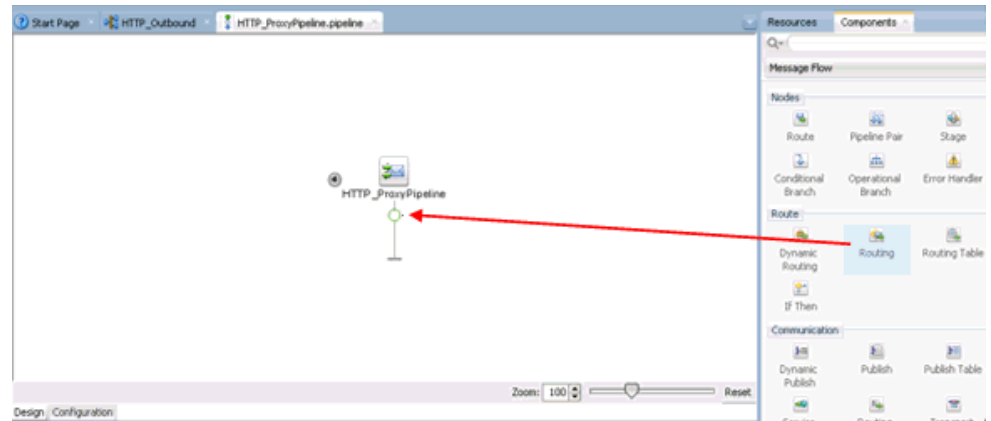 Start Page HTTP_Outbound HTTP_ProxyPipeline.pipeline
Resources Components
Message Flow
Nodes
Route Pipeline Pair Stage
Conditional Branch Operational Branch Error Handler
Route
Dynamic Routing Routing Routing Table
If Then
Communication
Dynamic Publish Publish Publish Table
HTTP_ProxyPipeline
Zoom: 100 Reset
Design Configuration